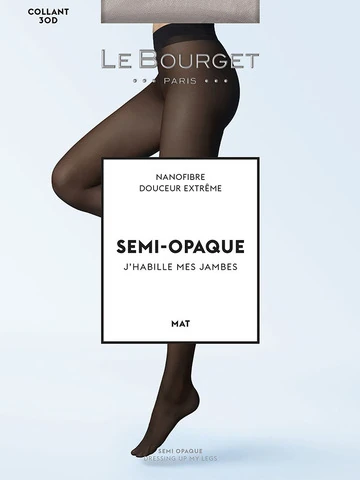 COLLANT
30D
LE BOURGET
PARIS
NANOFIBRE
DOUCEUR EXTRÊME
SEMI-OPAQUE
J'HABILLE MES JAMBES
MAT
SEMI OPAQUE
DRESSING UP MY LEGS